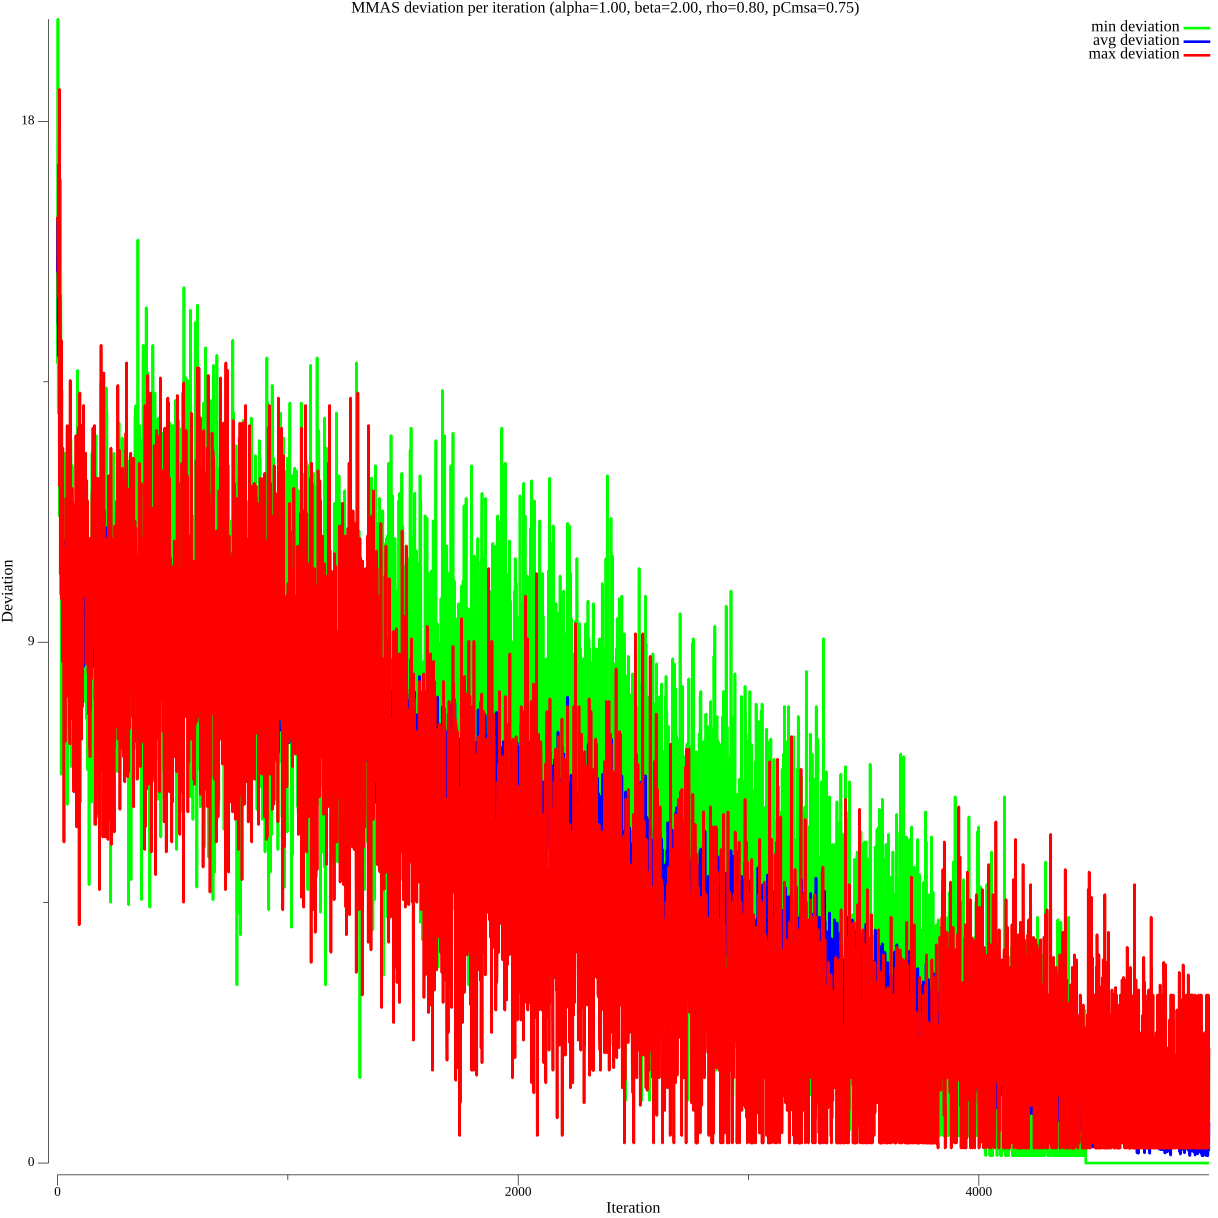 MMAS deviation per iteration (alpha=1.00, beta=2.00, rho=0.80, pCmsa=0.75)
min deviation
avg deviation
max deviation
18
9
0
Deviation
0
2000
4000
Iteration